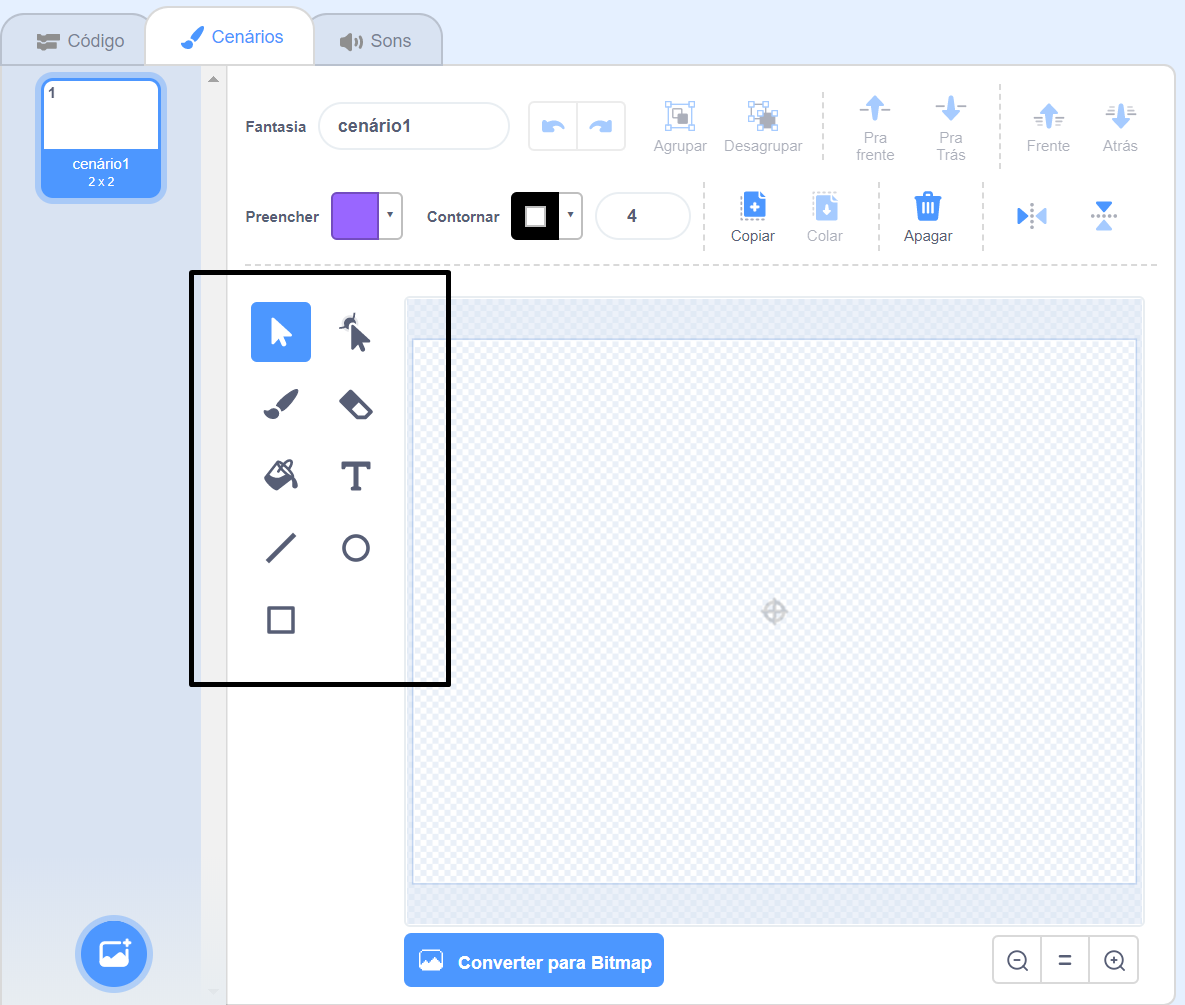 Código
Cenários
Sons
1
cenário1
2 x 2
Fantasia
cenário1
Agrupar
Desagrupar
Pra
frente
Pra
Trás
Frente
Atrás
Preencher
Contornar
4
Copiar
Colar
Apagar
T
Converter para Bitmap